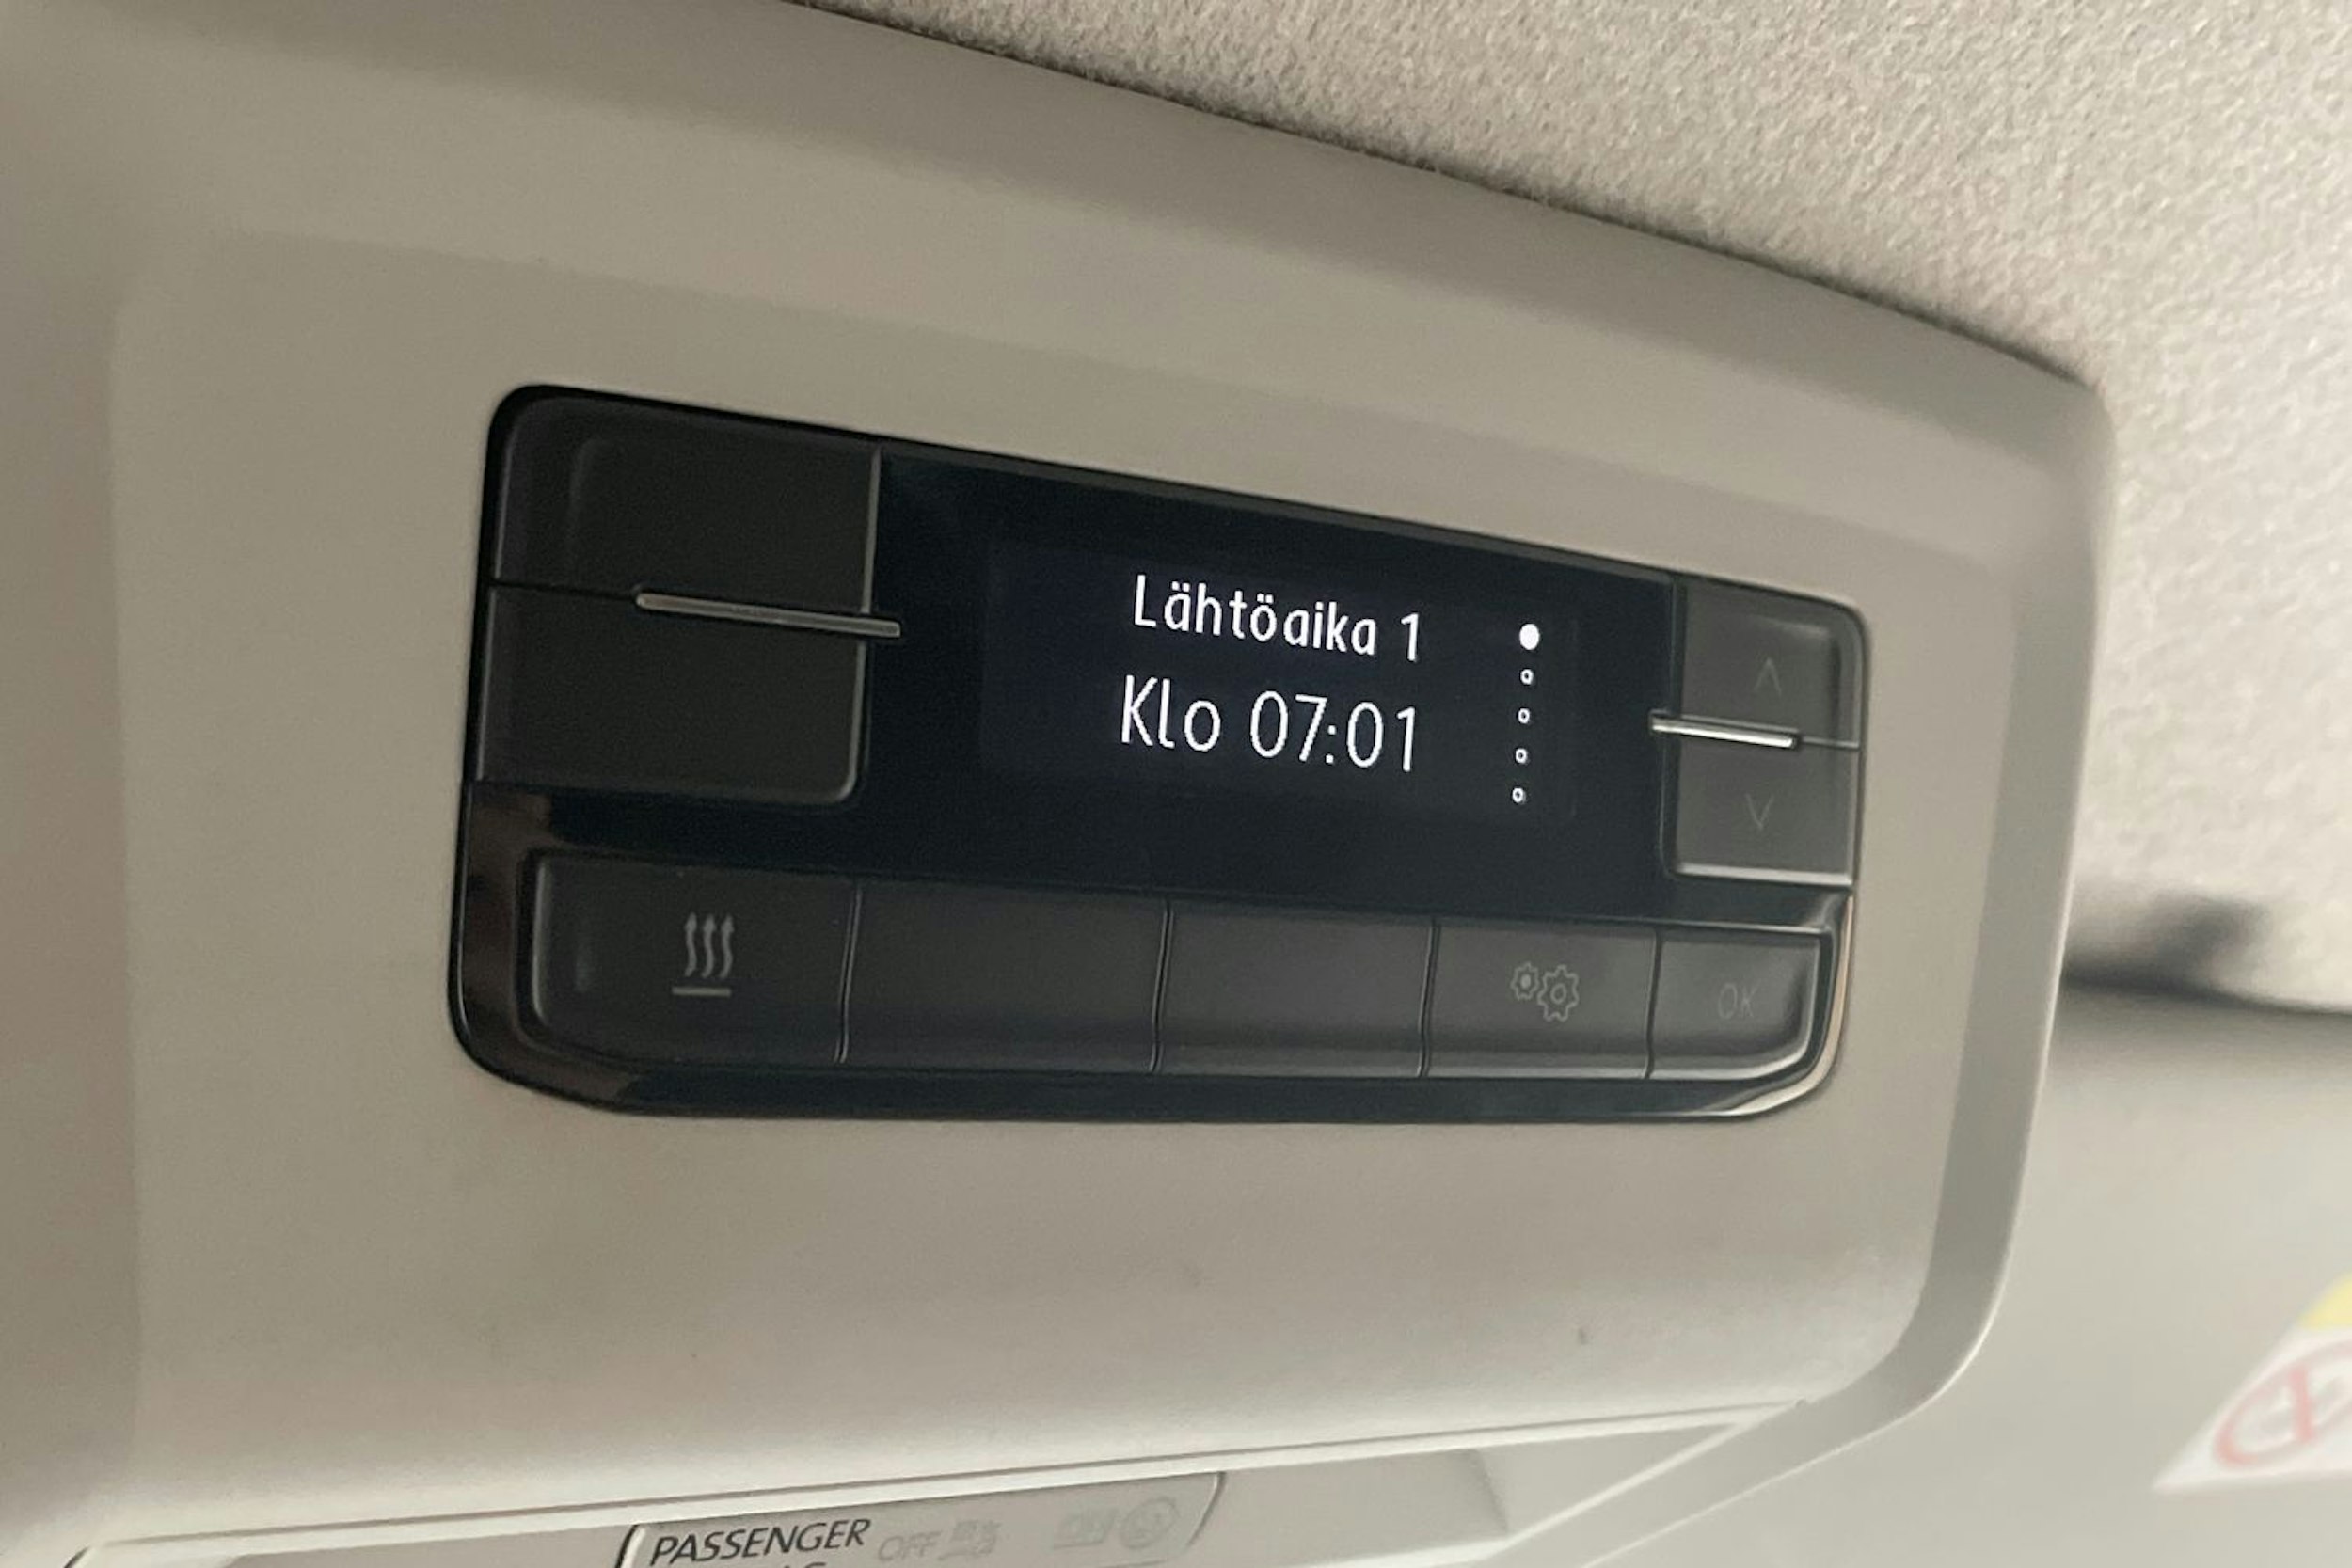 Lähtöaika 1
Klo 07:01
OK
PASSENGER OFF